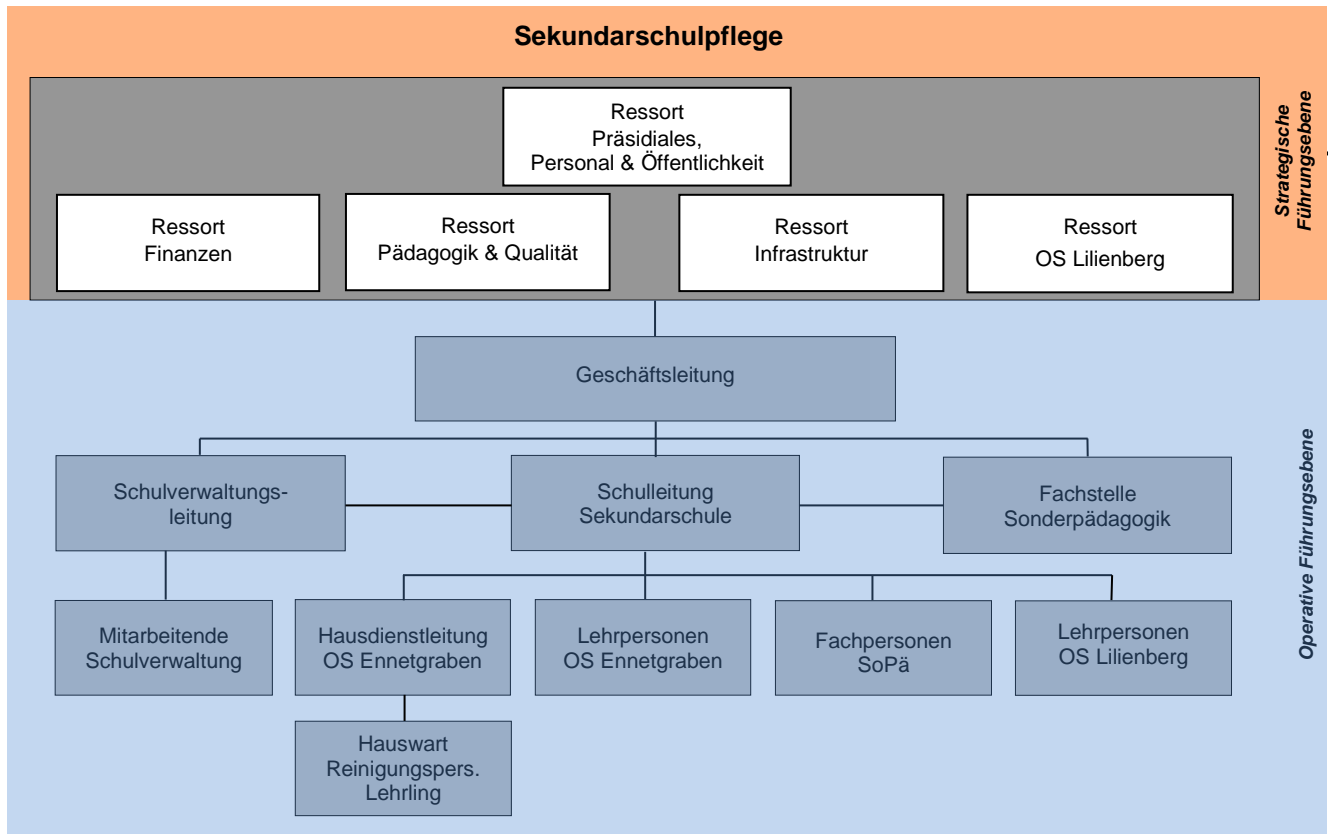 Sekundarschulpflege
Ressort
Präsidiales,
Personal & Öffentlichkeit
Ressort
Finanzen
Ressort
Pädagogik & Qualität
Ressort
Infrastruktur
Ressort
OS Lilienberg
Strategische
Führungsebene
Geschäftsleitung
Schulverwaltungs-
leitung
Schulleitung
Sekundarschule
Fachstelle
Sonderpädagogik
Mitarbeitende
Schulverwaltung
Hausdienstleitung
OS Ennetgraben
Lehrpersonen
OS Ennetgraben
Fachpersonen
SoPä
Lehrpersonen
OS Lilienberg
Hauswart
Reinigungspers.
Lehrling
Operative Führungsebene